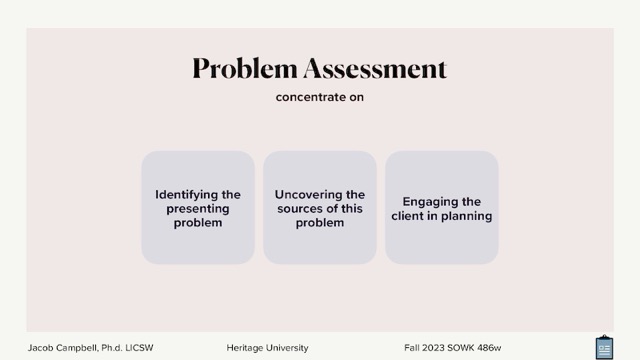 Problem Assessment
concentrate on
Identifying the
presenting
problem
Uncovering the
sources of this
problem
Engaging the
client in planning
Jacob Campbell, Ph.d. LICSW
Heritage University
Fall 2023 SOWK 486w